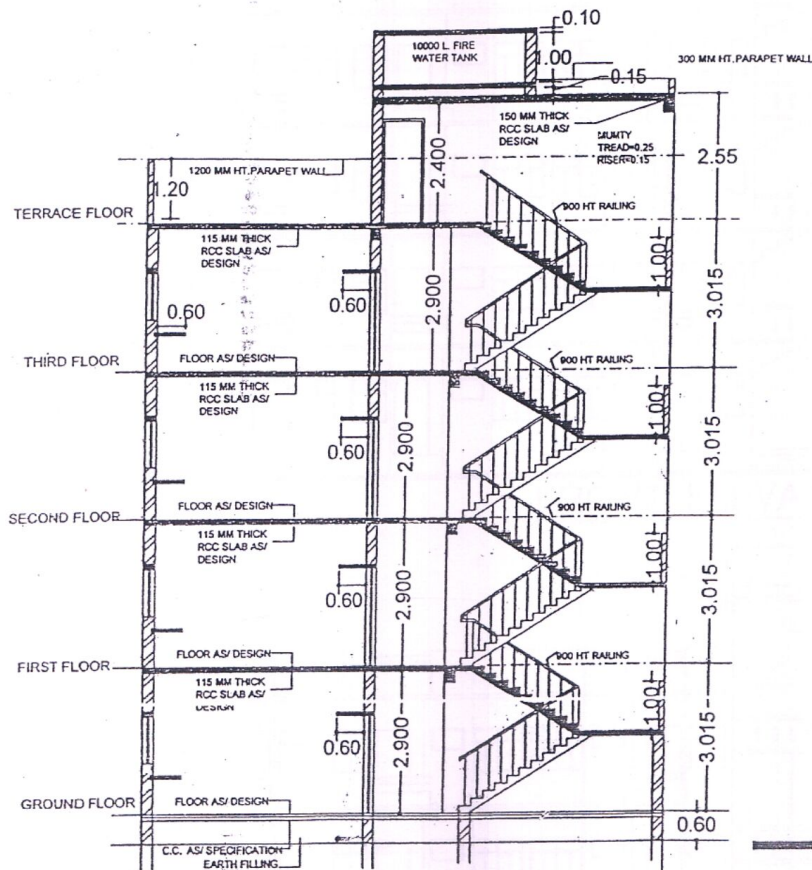 0.10
10000 L. FIRE
WATER TANK
1.00
300 MM HT.PARAPET WALL
0.15
150 MM THICK
RCC SLAB AS/
DESIGN
MUMTY
TREAD=0.25
RISER=0.15
2.55
1200 MM HT.PARAPET WALL
1.20
2.400
900 HT RAILING
TERRACE FLOOR
115 MM THICK
RCC SLAB AS/
DESIGN
1.00
0.60
0.60
2.900
3.015
THIRD FLOOR
FLOOR AS/ DESIGN
900 HT RAILING
115 MM THICK
RCC SLAB AS/
DESIGN
1.00
0.60
2.900
3.015
SECOND FLOOR
FLOOR AS/ DESIGN
900 HT RAILING
115 MM THICK
RCC SLAB AS/
DESIGN
1.00
0.60
2.900
3.015
FIRST FLOOR
FLOOR AS/ DESIGN
900 HT RAILING
115 MM THICK
RCC SLAB AS/
DESIGN
1.00
0.60
2.900
3.015
GROUND FLOOR
FLOOR AS/ DESIGN
0.60
C.C. AS/ SPECIFICATION
EARTH FILLING